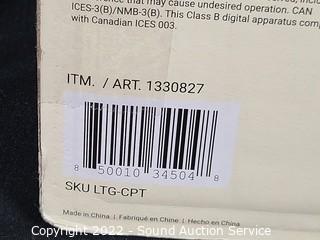 that may cause undesired operation. CAN
ICES-3(B)/NMB-3(B). This Class B digital apparatus
with Canadian ICES 003.
ITM. / ART. 1330827
8 50010 34504 8
SKU LTG-CPT
Made in China | Fabriqué en Chine | Hecho en China
Copyright 2022 - Sound Auction Service